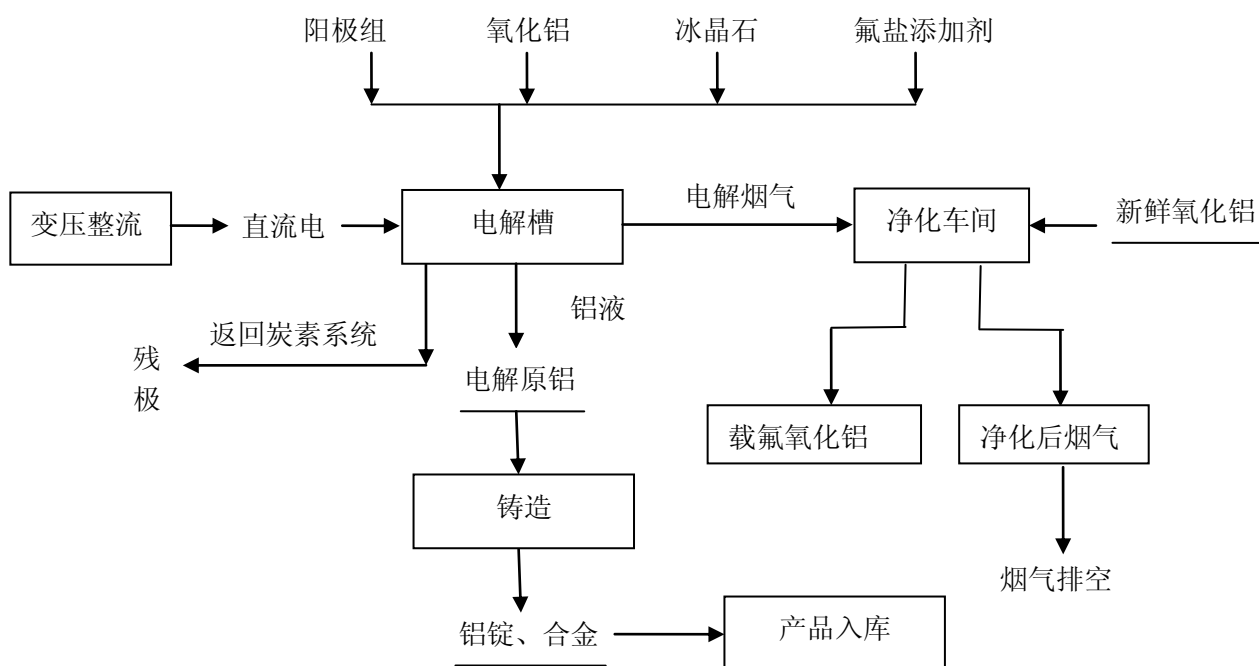 阳极组 氧化铝 冰晶石 氟盐添加剂
变压整流 直流电 电解槽 电解烟气 净化车间 新鲜氧化铝
铝液
返回炭素系统
残
极
电解原铝
载氟氧化铝 净化后烟气
铸造
烟气排空
铝锭、合金 产品入库